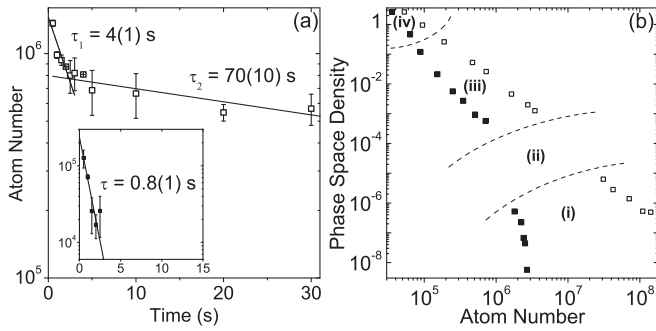 (a)
τ1 = 4(1) s
τ2 = 70(10) s
10^6
10^5
Atom Number
0 10 20 30
Time (s)
τ = 0.8(1) s
10^5
10^4
0 5 10 15
(b)
(iv)
(iii)
(ii)
(i)
1
10^-2
10^-4
10^-6
10^-8
Phase Space Density
10^5 10^6 10^7 10^8
Atom Number